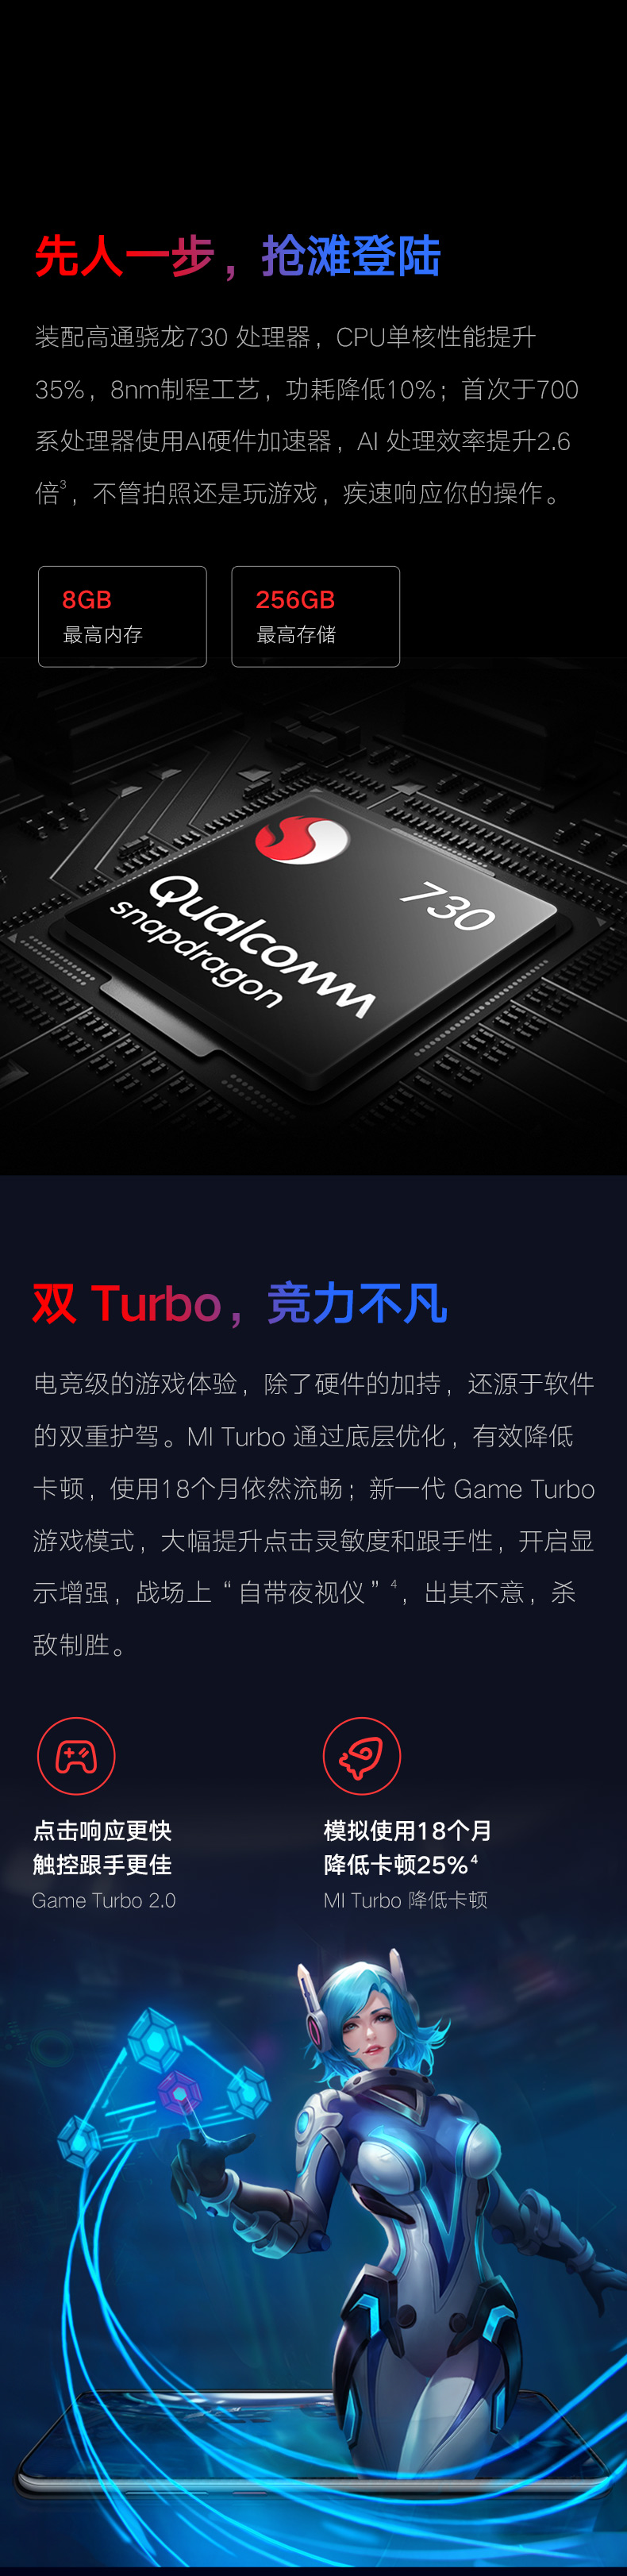 先人一步，抢滩登陆
装配高通骁龙730 处理器，CPU单核性能提升
35%，8nm制程工艺，功耗降低10%；首次于700
系处理器使用AI硬件加速器，AI 处理效率提升2.6
倍³，不管拍照还是玩游戏，疾速响应你的操作。
8GB
最高内存
256GB
最高存储
730
Qualcomm
snapdragon
双 Turbo，竞力不凡
电竞级的游戏体验，除了硬件的加持，还源于软件
的双重护驾。MI Turbo 通过底层优化，有效降低
卡顿，使用18个月依然流畅；新一代 Game Turbo
游戏模式，大幅提升点击灵敏度和跟手性，开启显
示增强，战场上“自带夜视仪”⁴，出其不意，杀
敌制胜。
点击响应更快
触控跟手更佳
Game Turbo 2.0
模拟使用18个月
降低卡顿25%⁴
MI Turbo 降低卡顿